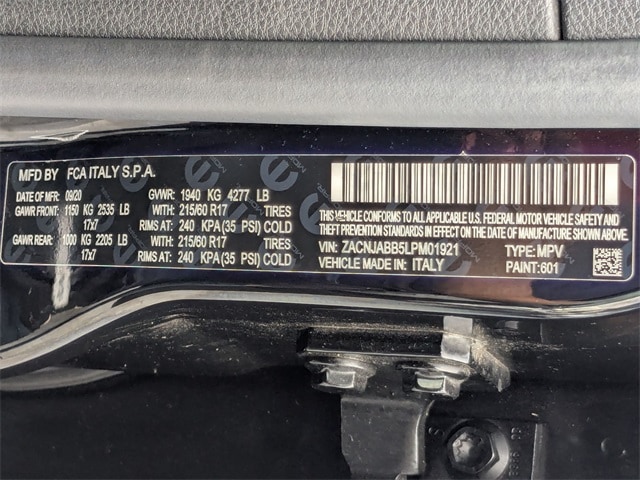 MFD BY FCA ITALY S.P.A.
DATE OF MFR: 09/20 GVWR: 1940 KG 4277 LB
GAWR FRONT: 1150 KG 2535 LB WITH: 215/60 R17 TIRES
17x7 RIMS AT: 240 KPA (35 PSI) COLD
GAWR REAR: 1000 KG 2205 LB WITH: 215/60 R17 TIRES
17x7 RIMS AT: 240 KPA (35 PSI) COLD
THIS VEHICLE CONFORMS TO ALL APPLICABLE U.S. FEDERAL MOTOR VEHICLE SAFETY AND
THEFT PREVENTION STANDARDS IN EFFECT ON THE DATE OF MFR. SHOWN ABOVE.
VIN: ZACNJABB5LPM01921 TYPE: MPV
VEHICLE MADE IN: ITALY PAINT: 601